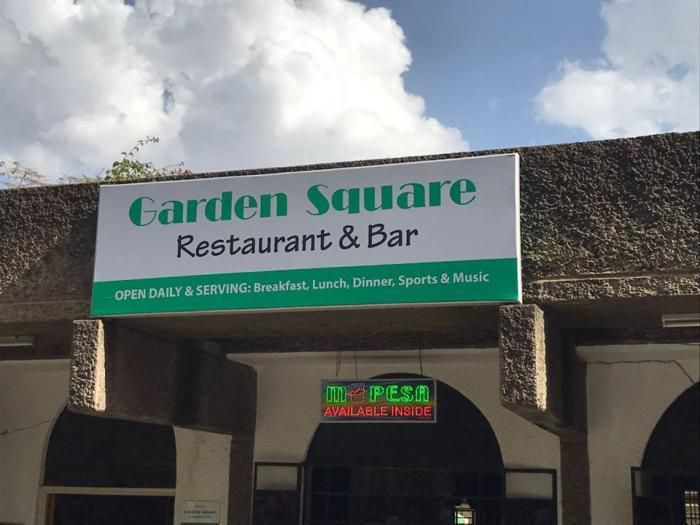 Garden Square
Restaurant & Bar
OPEN DAILY & SERVING: Breakfast, Lunch, Dinner, Sports & Music
M PESA
AVAILABLE INSIDE